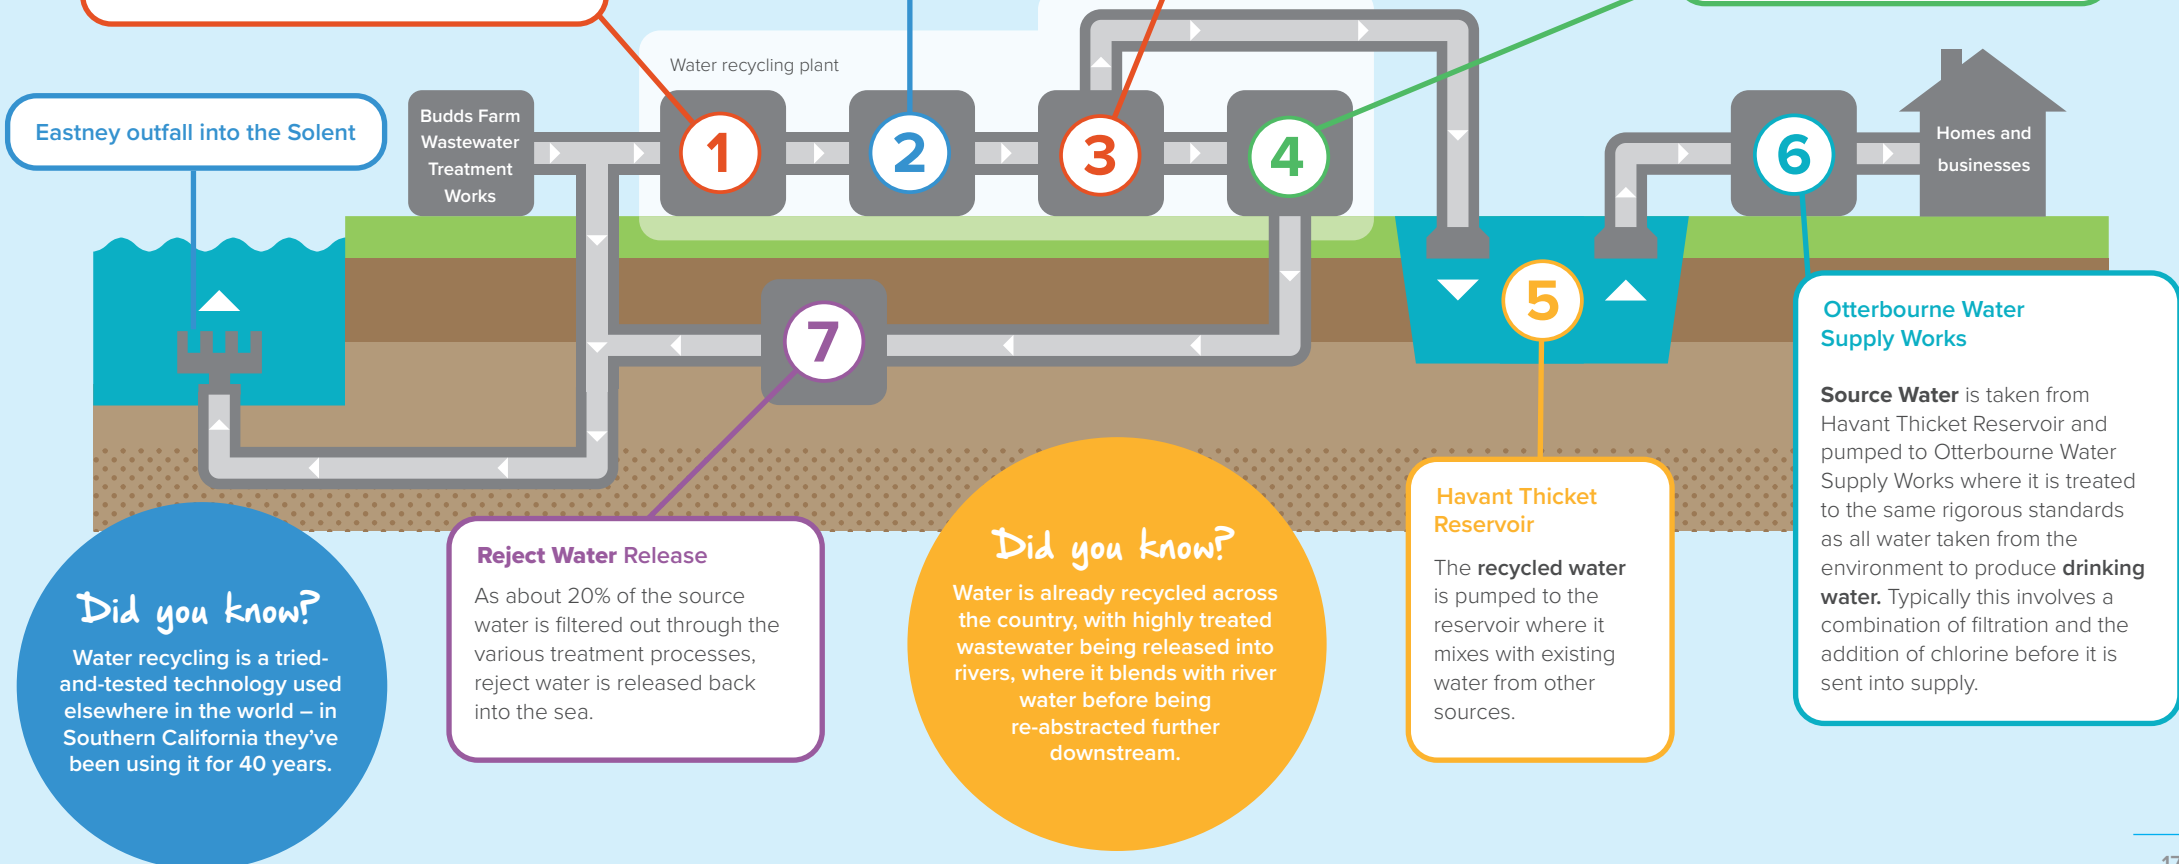 Water recycling plant
Eastney outfall into the Solent
Budds Farm
Wastewater
Treatment
Works
1
2
3
4
6
Homes and
businesses
5
7
Otterbourne Water
Supply Works
Source Water is taken from
Havant Thicket Reservoir and
pumped to Otterbourne Water
Supply Works where it is treated
to the same rigorous standards
as all water taken from the
environment to produce drinking
water. Typically this involves a
combination of filtration and the
addition of chlorine before it is
sent into supply.
Havant Thicket
Reservoir
The recycled water
is pumped to the
reservoir where it
mixes with existing
water from other
sources.
Did you know?
Water is already recycled across
the country, with highly treated
wastewater being released into
rivers, where it blends with river
water before being
re-abstracted further
downstream.
Reject Water Release
As about 20% of the source
water is filtered out through the
various treatment processes,
reject water is released back
into the sea.
Did you know?
Water recycling is a tried-
and-tested technology used
elsewhere in the world – in
Southern California they've
been using it for 40 years.